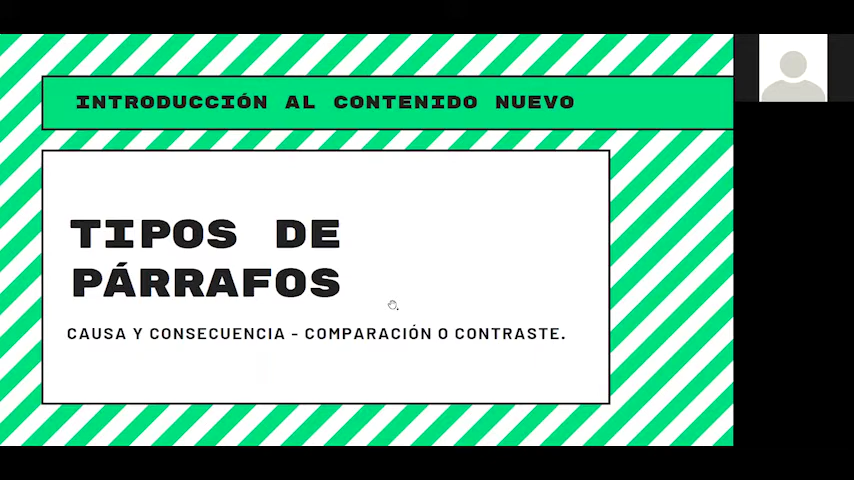 INTRODUCCIÓN AL CONTENIDO NUEVO
TIPOS DE
PÁRRAFOS
CAUSA Y CONSECUENCIA - COMPARACIÓN O CONTRASTE.